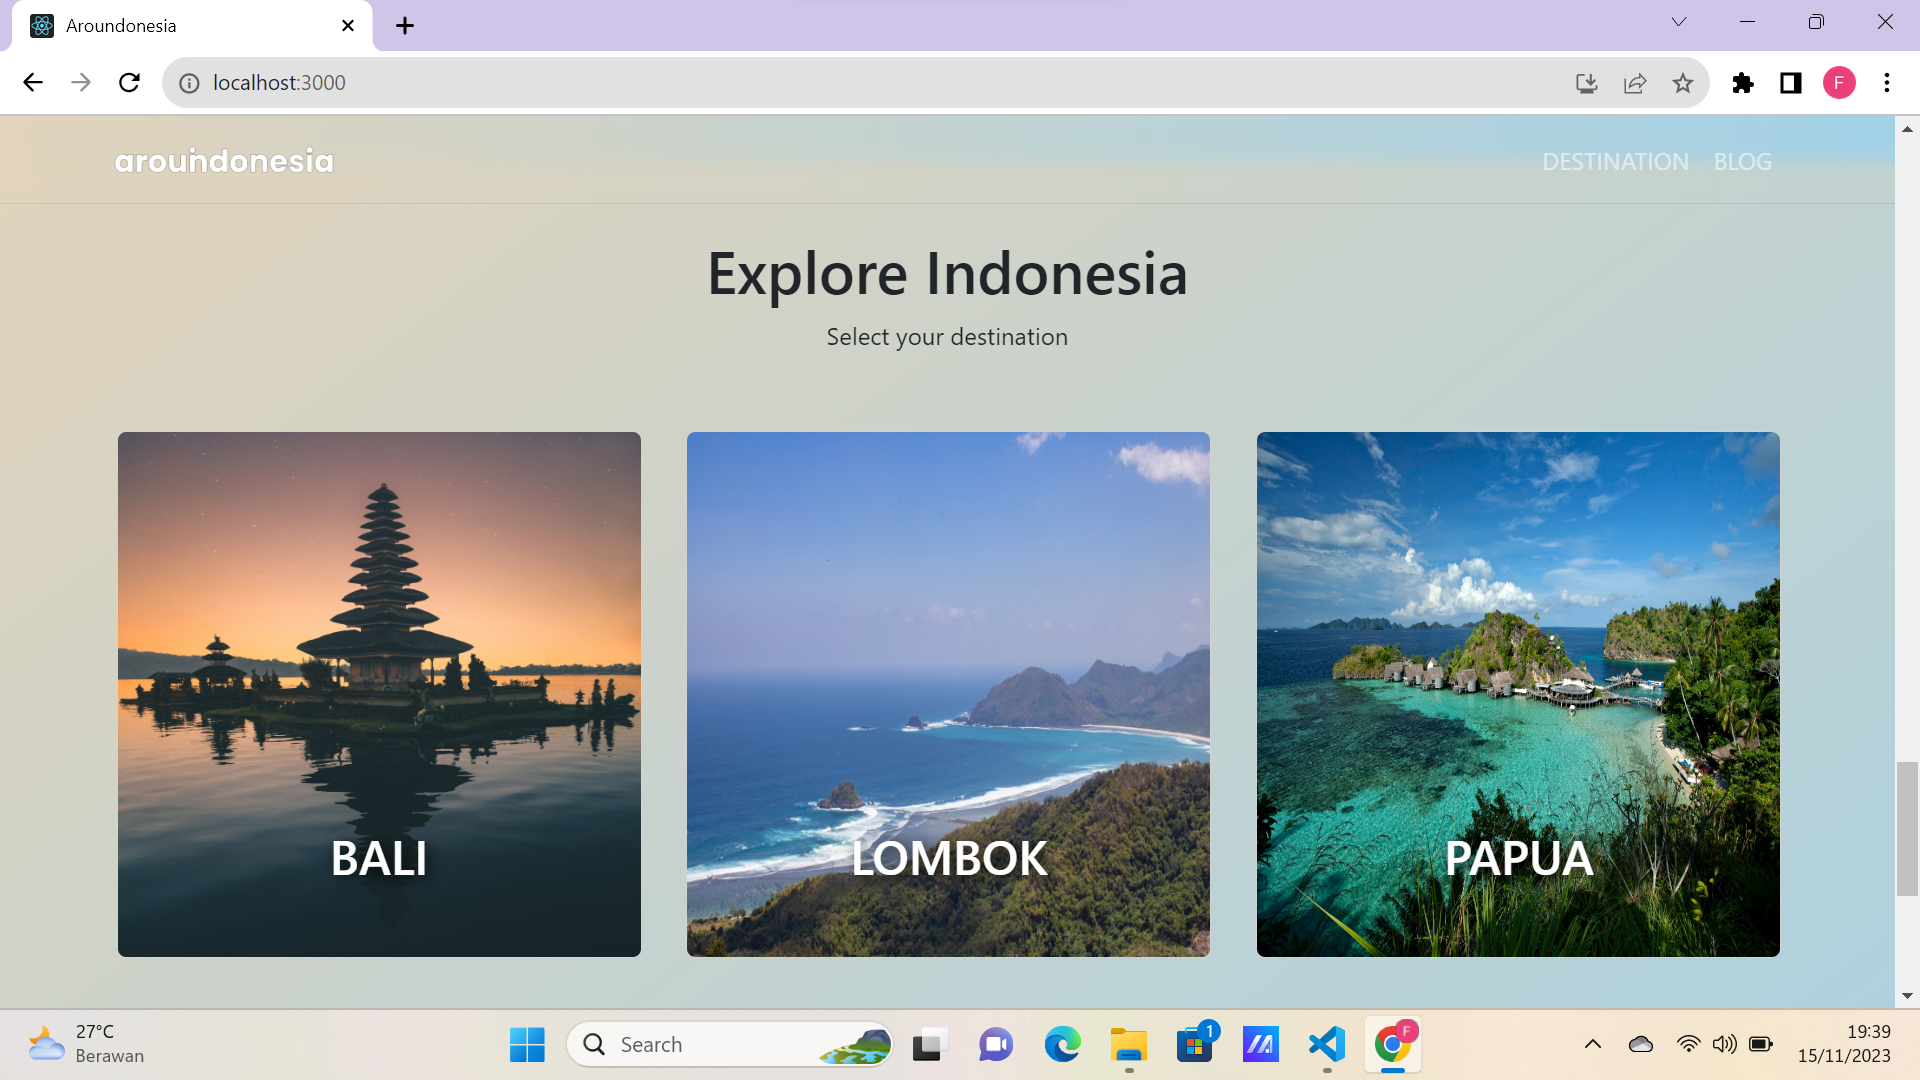 Aroundonesia
localhost:3000
F
aroundonesia
DESTINATION
BLOG
Explore Indonesia
Select your destination
BALI
LOMBOK
PAPUA
27°C
Berawan
Search
1
F
19:39
15/11/2023